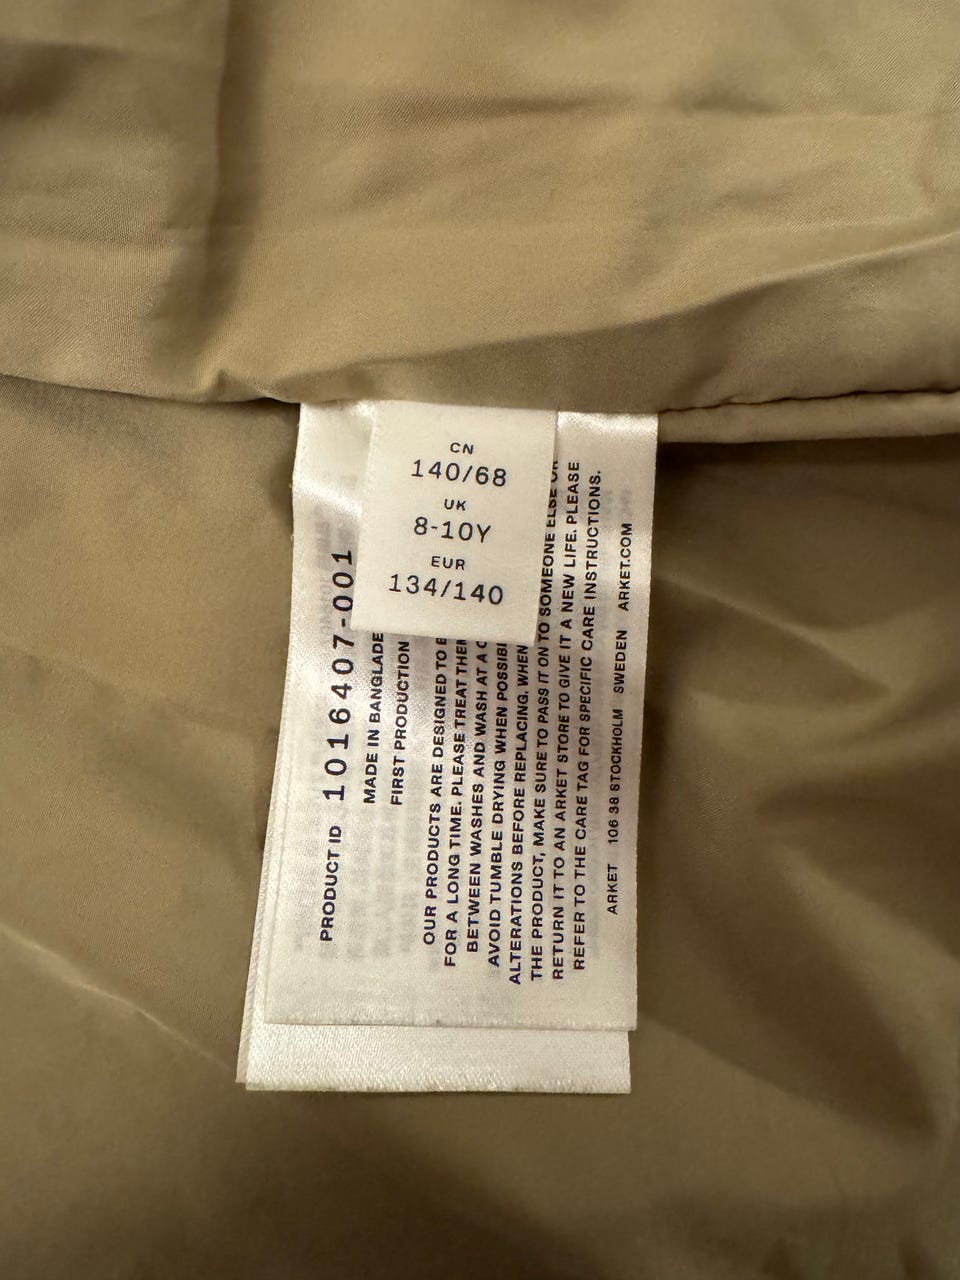 CN
140/68
UK
8-10Y
EUR
134/140
PRODUCT ID 1016407-001
MADE IN BANGLADE
FIRST PRODUCTION
OUR PRODUCTS ARE DESIGNED TO
FOR A LONG TIME. PLEASE TREAT THE
BETWEEN WASHES AND WASH AT A
AVOID TUMBLE DRYING WHEN POSSIB
ALTERATIONS BEFORE REPLACING. WHEN
THE PRODUCT, MAKE SURE TO PASS IT ON TO SOMEONE ELSE OR
RETURN IT TO AN ARKET STORE TO GIVE IT A NEW LIFE. PLEASE
REFER TO THE CARE TAG FOR SPECIFIC CARE INSTRUCTIONS.
ARKET 106 38 STOCKHOLM SWEDEN ARKET.COM